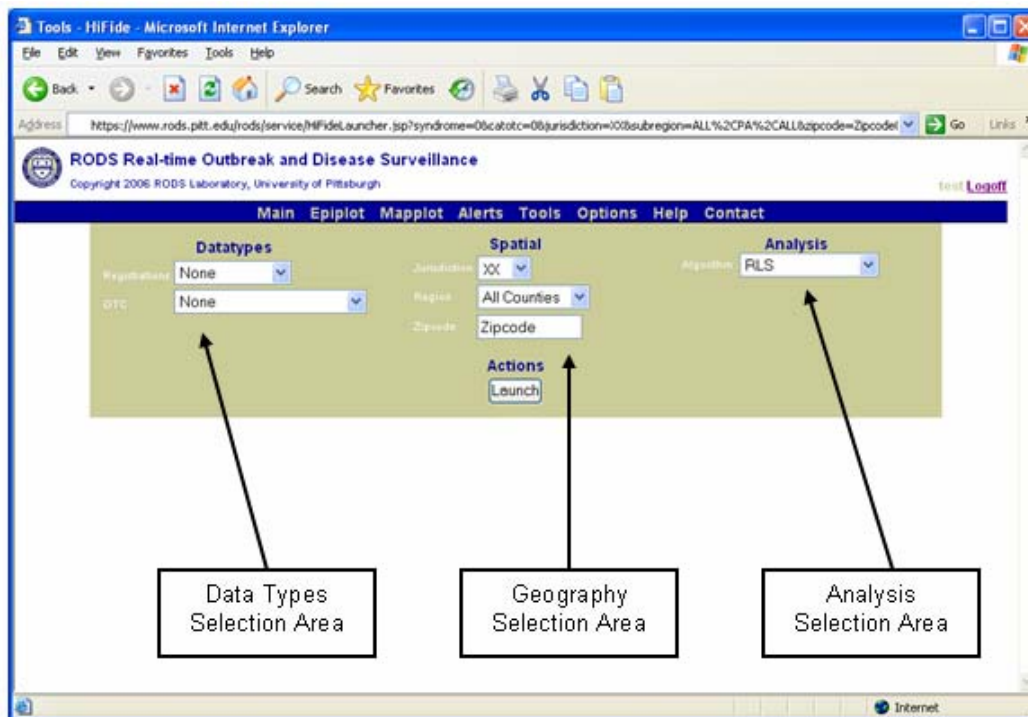 Tools - HiFide - Microsoft Internet Explorer
File Edit View Favorites Tools Help
Back Search Favorites
Address https://www.rods.pitt.edu/rods/service/HiFideLauncher.jsp?syndrome=0&catotc=0&jurisdiction=XX&subregion=ALL%2CPA%2CALL&zipcode=Zipcode( Go Links
RODS Real-time Outbreak and Disease Surveillance
Copyright 2006 RODS Laboratory, University of Pittsburgh
test Logoff
Main Epiplot Mapplot Alerts Tools Options Help Contact
Datatypes Spatial Analysis
Registrations None Jurisdiction XX Algorithm RLS
OTC None Region All Counties
Zipcode Zipcode
Actions
Launch
Data Types
Selection Area
Geography
Selection Area
Analysis
Selection Area
Internet